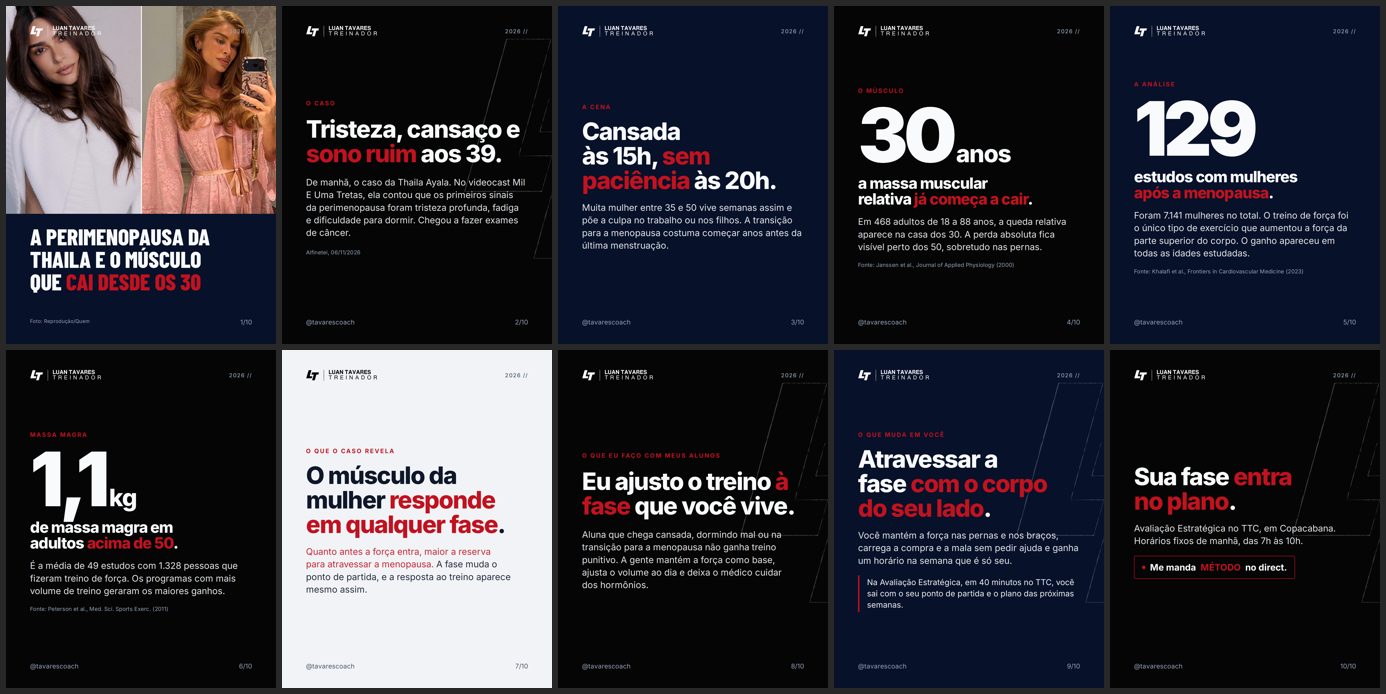 LT LUAN TAVARES
TREINADOR
2026 //
A PERIMENOPAUSA DA
THAILA E O MÚSCULO
QUE CAI DESDE OS 30
Foto: Reprodução/Quem
1/10
LT LUAN TAVARES
TREINADOR
2026 //
O CASO
Tristeza, cansaço e
sono ruim aos 39.
De manhã, o caso da Thaila Ayala. No videocast Mil
E Uma Tretas, ela contou que os primeiros sinais
da perimenopausa foram tristeza profunda, fadiga
e dificuldade para dormir. Chegou a fazer exames
de câncer.
Alfinetei, 06/11/2026
@tavarescoach
2/10
LT LUAN TAVARES
TREINADOR
2026 //
A CENA
Cansada
às 15h, sem
paciência às 20h.
Muita mulher entre 35 e 50 vive semanas assim e
põe a culpa no trabalho ou nos filhos. A transição
para a menopausa costuma começar anos antes da
última menstruação.
@tavarescoach
3/10
LT LUAN TAVARES
TREINADOR
2026 //
O MÚSCULO
30 anos
a massa muscular
relativa já começa a cair.
Em 468 adultos de 18 a 88 anos, a queda relativa
aparece na casa dos 30. A perda absoluta fica
visível perto dos 50, sobretudo nas pernas.
Fonte: Janssen et al., Journal of Applied Physiology (2000)
@tavarescoach
4/10
LT LUAN TAVARES
TREINADOR
2026 //
A ANÁLISE
129
estudos com mulheres
após a menopausa.
Foram 7.141 mulheres no total. O treino de força foi
o único tipo de exercício que aumentou a força da
parte superior do corpo. O ganho apareceu em
todas as idades estudadas.
Fonte: Khalafi et al., Frontiers in Cardiovascular Medicine (2023)
@tavarescoach
5/10
LT LUAN TAVARES
TREINADOR
2026 //
MASSA MAGRA
1,1kg
de massa magra em
adultos acima de 50.
É a média de 49 estudos com 1.328 pessoas que
fizeram treino de força. Os programas com mais
volume de treino geraram os maiores ganhos.
Fonte: Peterson et al., Med. Sci. Sports Exerc. (2011)
@tavarescoach
6/10
LT LUAN TAVARES
TREINADOR
2026 //
O QUE O CASO REVELA
O músculo da
mulher responde
em qualquer fase.
Quanto antes a força entra, maior a reserva
para atravessar a menopausa. A fase muda o
ponto de partida, e a resposta ao treino aparece
mesmo assim.
@tavarescoach
7/10
LT LUAN TAVARES
TREINADOR
2026 //
O QUE EU FAÇO COM MEUS ALUNOS
Eu ajusto o treino à
fase que você vive.
Aluna que chega cansada, dormindo mal ou na
transição para a menopausa não ganha treino
punitivo. A gente mantém a força como base,
ajusta o volume ao dia e deixa o médico cuidar
dos hormônios.
@tavarescoach
8/10
LT LUAN TAVARES
TREINADOR
2026 //
O QUE MUDA EM VOCÊ
Atravessar a
fase com o corpo
do seu lado.
Você mantém a força nas pernas e nos braços,
carrega a compra e a mala sem pedir ajuda e ganha
um horário na semana que é só seu.
Na Avaliação Estratégica, em 40 minutos no TTC, você
sai com o seu ponto de partida e o plano das próximas
semanas.
@tavarescoach
9/10
LT LUAN TAVARES
TREINADOR
2026 //
Sua fase entra
no plano.
Avaliação Estratégica no TTC, em Copacabana.
Horários fixos de manhã, das 7h às 10h.
• Me manda MÉTODO no direct.
@tavarescoach
10/10